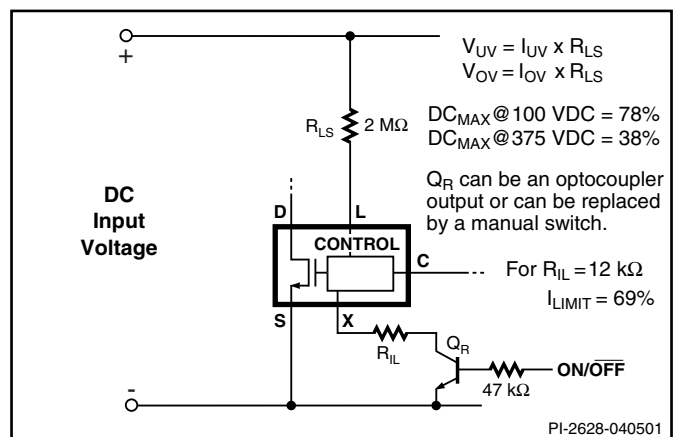 +
V_UV = I_UV x R_LS
V_OV = I_OV x R_LS
R_LS 2 MΩ
DC_MAX@100 VDC = 78%
DC_MAX@375 VDC = 38%
Q_R can be an optocoupler
output or can be replaced
by a manual switch.
DC
Input
Voltage
D L
CONTROL
C
For R_IL = 12 kΩ
I_LIMIT = 69%
S X
R_IL
Q_R
47 kΩ
ON/O̅F̅F̅
-
PI-2628-040501